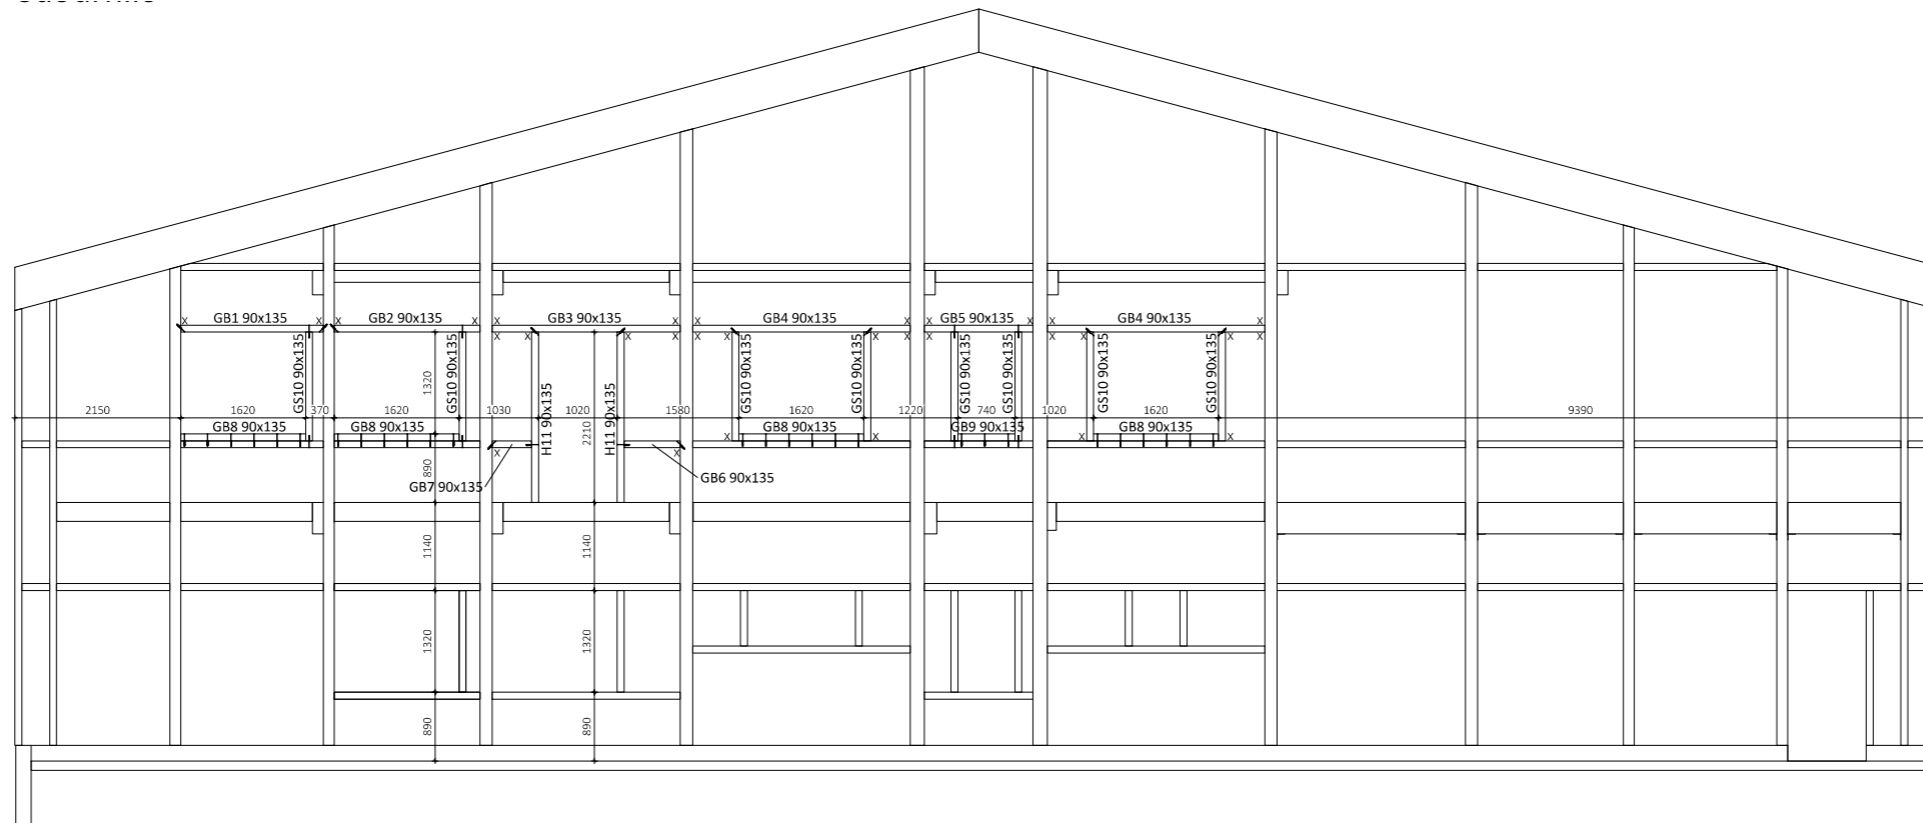 GB1 90x135
GB2 90x135
GB3 90x135
GB4 90x135
GB5 90x135
GB4 90x135
X X X X X X X X X X X X
X X X X X X X X X X X X
GS10 90x135
GS10 90x135
H11 90x135
H11 90x135
GS10 90x135
GS10 90x135
GS10 90x135
GS10 90x135
GS10 90x135
GS10 90x135
1320
2150
1620
370
1620
1030
1020
1580
1620
1220
740
1020
1620
9390
GB8 90x135
GB8 90x135
2210
GB8 90x135
GB9 90x135
GB8 90x135
X X X X X
X X
890
GB7 90x135
GB6 90x135
1140
1140
1320
1320
890
890